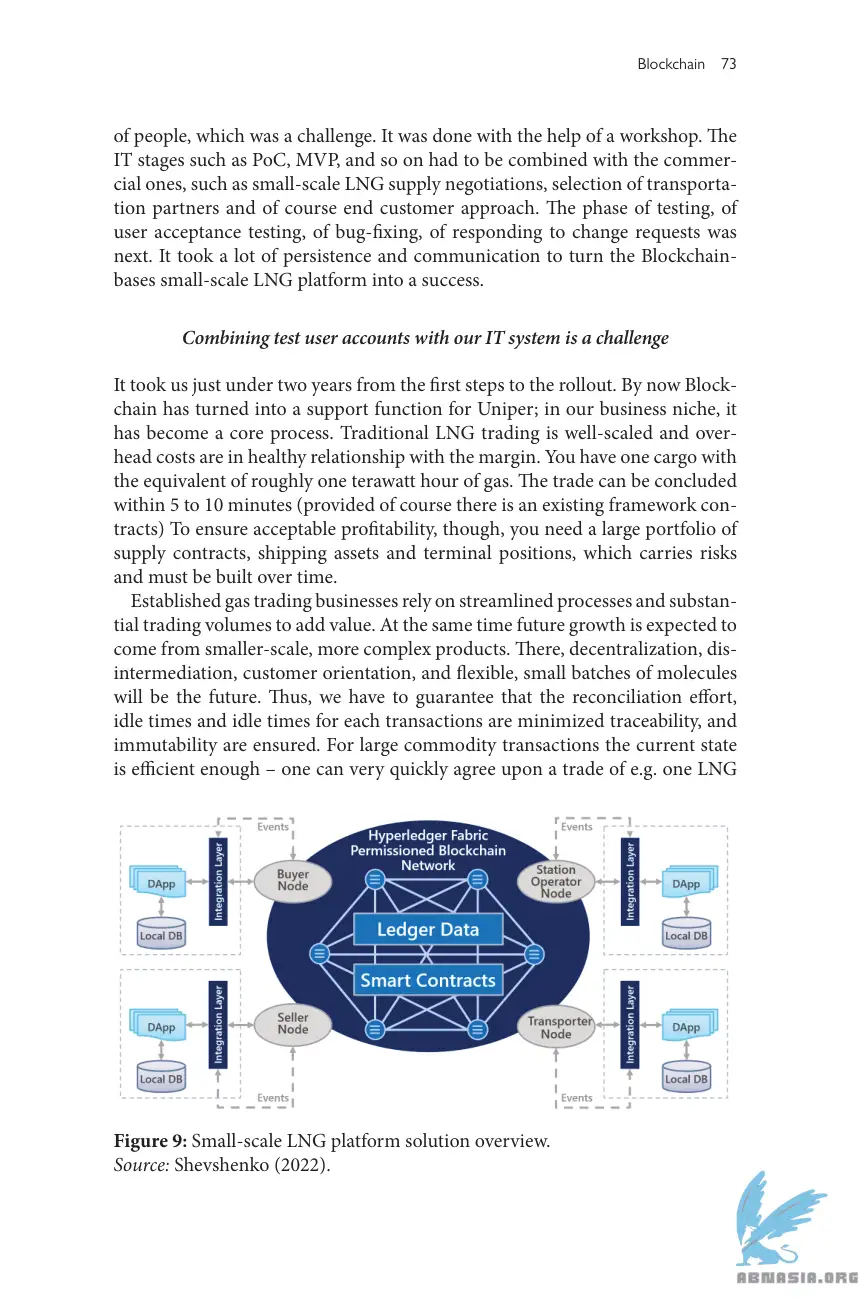 Blockchain 73
of people, which was a challenge. It was done with the help of a workshop. The
IT stages such as PoC, MVP, and so on had to be combined with the commer-
cial ones, such as small-scale LNG supply negotiations, selection of transporta-
tion partners and of course end customer approach. The phase of testing, of
user acceptance testing, of bug-fixing, of responding to change requests was
next. It took a lot of persistence and communication to turn the Blockchain-
bases small-scale LNG platform into a success.
Combining test user accounts with our IT system is a challenge
It took us just under two years from the first steps to the rollout. By now Block-
chain has turned into a support function for Uniper; in our business niche, it
has become a core process. Traditional LNG trading is well-scaled and over-
head costs are in healthy relationship with the margin. You have one cargo with
the equivalent of roughly one terawatt hour of gas. The trade can be concluded
within 5 to 10 minutes (provided of course there is an existing framework con-
tracts) To ensure acceptable profitability, though, you need a large portfolio of
supply contracts, shipping assets and terminal positions, which carries risks
and must be built over time.
Established gas trading businesses rely on streamlined processes and substan-
tial trading volumes to add value. At the same time future growth is expected to
come from smaller-scale, more complex products. There, decentralization, dis-
intermediation, customer orientation, and flexible, small batches of molecules
will be the future. Thus, we have to guarantee that the reconciliation effort,
idle times and idle times for each transactions are minimized traceability, and
immutability are ensured. For large commodity transactions the current state
is efficient enough – one can very quickly agree upon a trade of e.g. one LNG
Events
DApp
Local DB
Integration Layer
Buyer
Node
Hyperledger Fabric
Permissioned Blockchain
Network
Ledger Data
Smart Contracts
Events
Station
Operator
Node
Integration Layer
DApp
Local DB
DApp
Local DB
Integration Layer
Seller
Node
Events
Transporter
Node
Integration Layer
DApp
Local DB
Events
Figure 9: Small-scale LNG platform solution overview.
Source: Shevshenko (2022).
ABNASIA.ORG